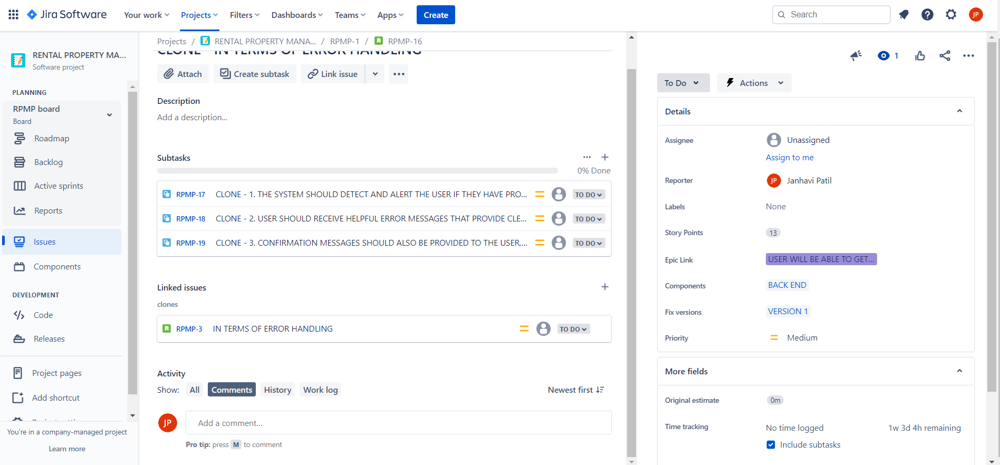 Jira Software
Your work
Projects
Filters
Dashboards
Teams
Apps
Create
Search
JP
RENTAL PROPERTY MA...
Software project
PLANNING
RPMP board
Board
Roadmap
Backlog
Active sprints
Reports
Issues
Components
DEVELOPMENT
Code
Releases
Project pages
Add shortcut
You're in a company-managed project
Learn more
Projects / RENTAL PROPERTY MANA... / RPMP-1 / RPMP-16
CLONE - IN TERMS OF ERROR HANDLING
Attach
Create subtask
Link issue
Description
Add a description...
Subtasks
0% Done
RPMP-17 CLONE - 1. THE SYSTEM SHOULD DETECT AND ALERT THE USER IF THEY HAVE PRO... TO DO
RPMP-18 CLONE - 2. USER SHOULD RECEIVE HELPFUL ERROR MESSAGES THAT PROVIDE CLE... TO DO
RPMP-19 CLONE - 3. CONFIRMATION MESSAGES SHOULD ALSO BE PROVIDED TO THE USER,... TO DO
Linked issues
clones
RPMP-3 IN TERMS OF ERROR HANDLING TO DO
Activity
Show: All Comments History Work log Newest first
JP Add a comment...
Pro tip: press M to comment
1
To Do
Actions
Details
Assignee Unassigned
Assign to me
Reporter JP Janhavi Patil
Labels None
Story Points 13
Epic Link USER WILL BE ABLE TO GET...
Components BACK END
Fix versions VERSION 1
Priority Medium
More fields
Original estimate 0m
Time tracking No time logged 1w 3d 4h remaining
Include subtasks